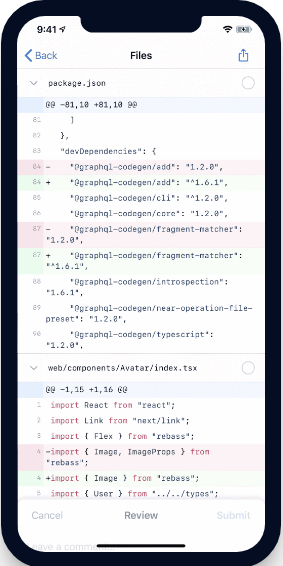 9:41
Back Files
package.json
@@ -81,10 +81,10 @@
81 ]
82 },
83 "devDependencies": {
84 - "@graphql-codegen/add": "1.2.0",
84 + "@graphql-codegen/add": "^1.6.1",
85 "@graphql-codegen/cli": "^1.2.0",
86 "@graphql-codegen/core": "1.2.0",
87 - "@graphql-codegen/fragment-matcher":
"1.2.0",
87 + "@graphql-codegen/fragment-matcher":
"^1.6.1",
88 "@graphql-codegen/introspection":
"1.6.1",
89 "@graphql-codegen/near-operation-file-
preset": "1.2.0",
90 "@graphql-codegen/typescript":
"1.2.0",
web/components/Avatar/index.tsx
@@ -1,15 +1,16 @@
1 import React from "react";
2 import Link from "next/link";
3 import { Flex } from "rebass";
4 -import { Image, ImageProps } from
"rebass";
4 +import { Image } from "rebass";
5 import { User } from "../../types";
Cancel Review Submit
Leave a comment